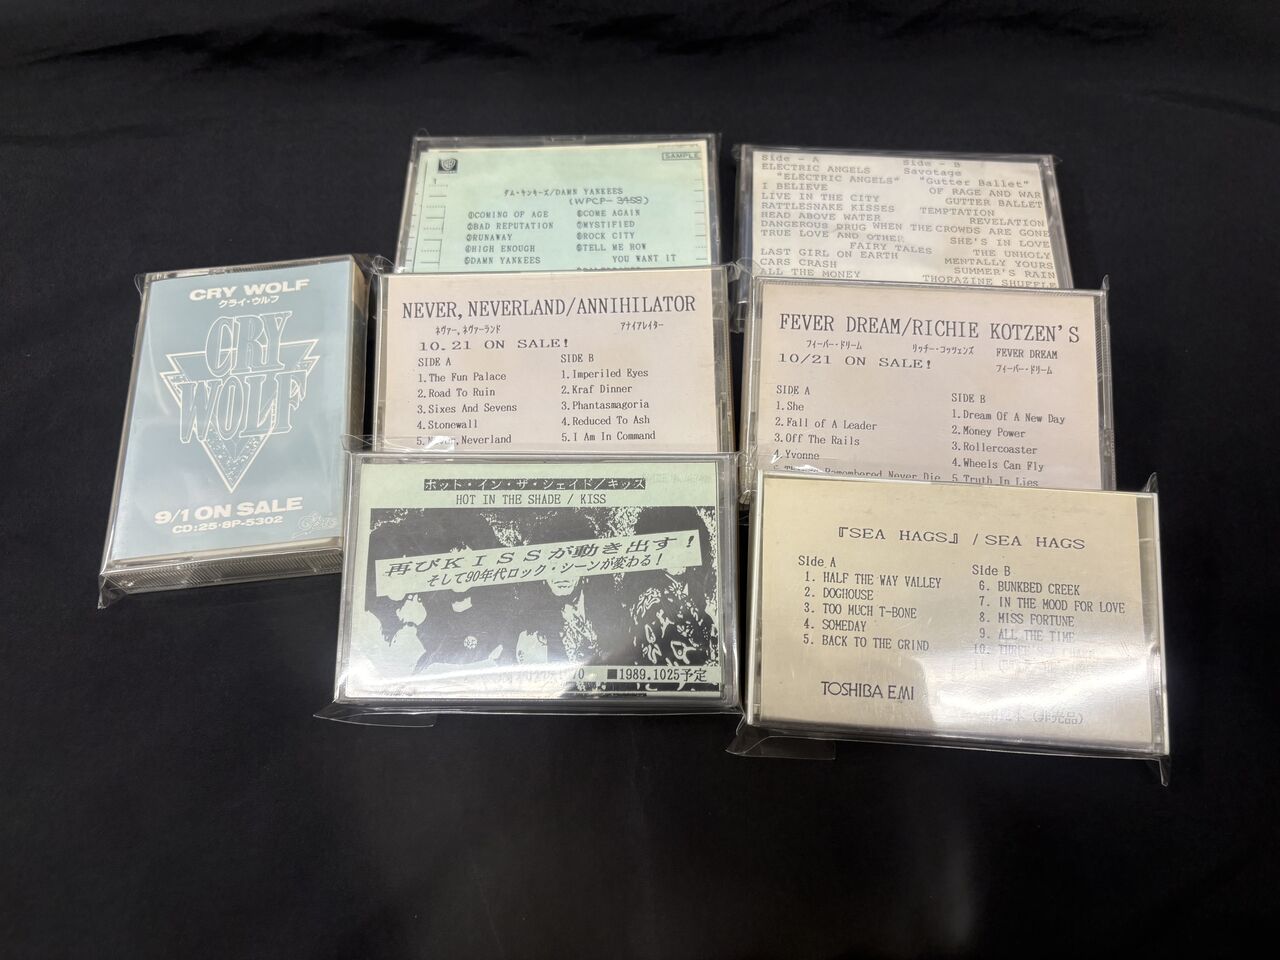 SAMPLE
ダム・ヤンキーズ/DAMN YANKEES
(WPCP-3459)
①COMING OF AGE
②BAD REPUTATION
③RUNAWAY
④HIGH ENOUGH
⑤DAMN YANKEES
⑥COME AGAIN
⑦MYSTIFIED
⑧ROCK CITY
⑨TELL ME HOW
YOU WANT IT
Side - A
ELECTRIC ANGELS
"ELECTRIC ANGELS"
I BELIEVE
LIVE IN THE CITY
RATTLESNAKE KISSES
HEAD ABOVE WATER
DANGEROUS DRUG
TRUE LOVE AND OTHER
FAIRY TALES
LAST GIRL ON EARTH
CARS CRASH
ALL THE MONEY
Side - B
Savotage
"Gutter Ballet"
OF RAGE AND WAR
GUTTER BALLET
TEMPTATION
REVELATION
WHEN THE CROWDS ARE GONE
SHE'S IN LOVE
THE UNHOLY
MENTALLY YOURS
SUMMER'S RAIN
THORAZINE SHUFFLE
CRY WOLF
クライ・ウルフ
CRY
WOLF
9/1 ON SALE
CD:25・8P-5302
Epic
NEVER, NEVERLAND/ANNIHILATOR
ネヴァー,ネヴァーランド
アナイアレイター
10.21 ON SALE!
SIDE A
1.The Fun Palace
2.Road To Ruin
3.Sixes And Sevens
4.Stonewall
5.Never,Neverland
SIDE B
1.Imperiled Eyes
2.Kraf Dinner
3.Phantasmagoria
4.Reduced To Ash
5.I Am In Command
FEVER DREAM/RICHIE KOTZEN'S
フィーバー・ドリーム
リッチー・コッツェンズ
FEVER DREAM
フィーバー・ドリーム
10/21 ON SALE!
SIDE A
1.She
2.Fall of A Leader
3.Off The Rails
4.Yvonne
Remembered Never Die
SIDE B
1.Dream Of A New Day
2.Money Power
3.Rollercoaster
4.Wheels Can Fly
5.Truth In Lies
ホット・イン・ザ・シェイド/キッス
HOT IN THE SHADE / KISS
再びKISSが動き出す!
そして90年代ロック・シーンが変わる!
■1989.1025予定
『SEA HAGS』/ SEA HAGS
Side A
1. HALF THE WAY VALLEY
2. DOGHOUSE
3. TOO MUCH T-BONE
4. SOMEDAY
5. BACK TO THE GRIND
Side B
6. BUNKBED CREEK
7. IN THE MOOD FOR LOVE
8. MISS FORTUNE
9. ALL THE TIME
10. THREE'S A
11.
TOSHIBA EMI
(非売品)